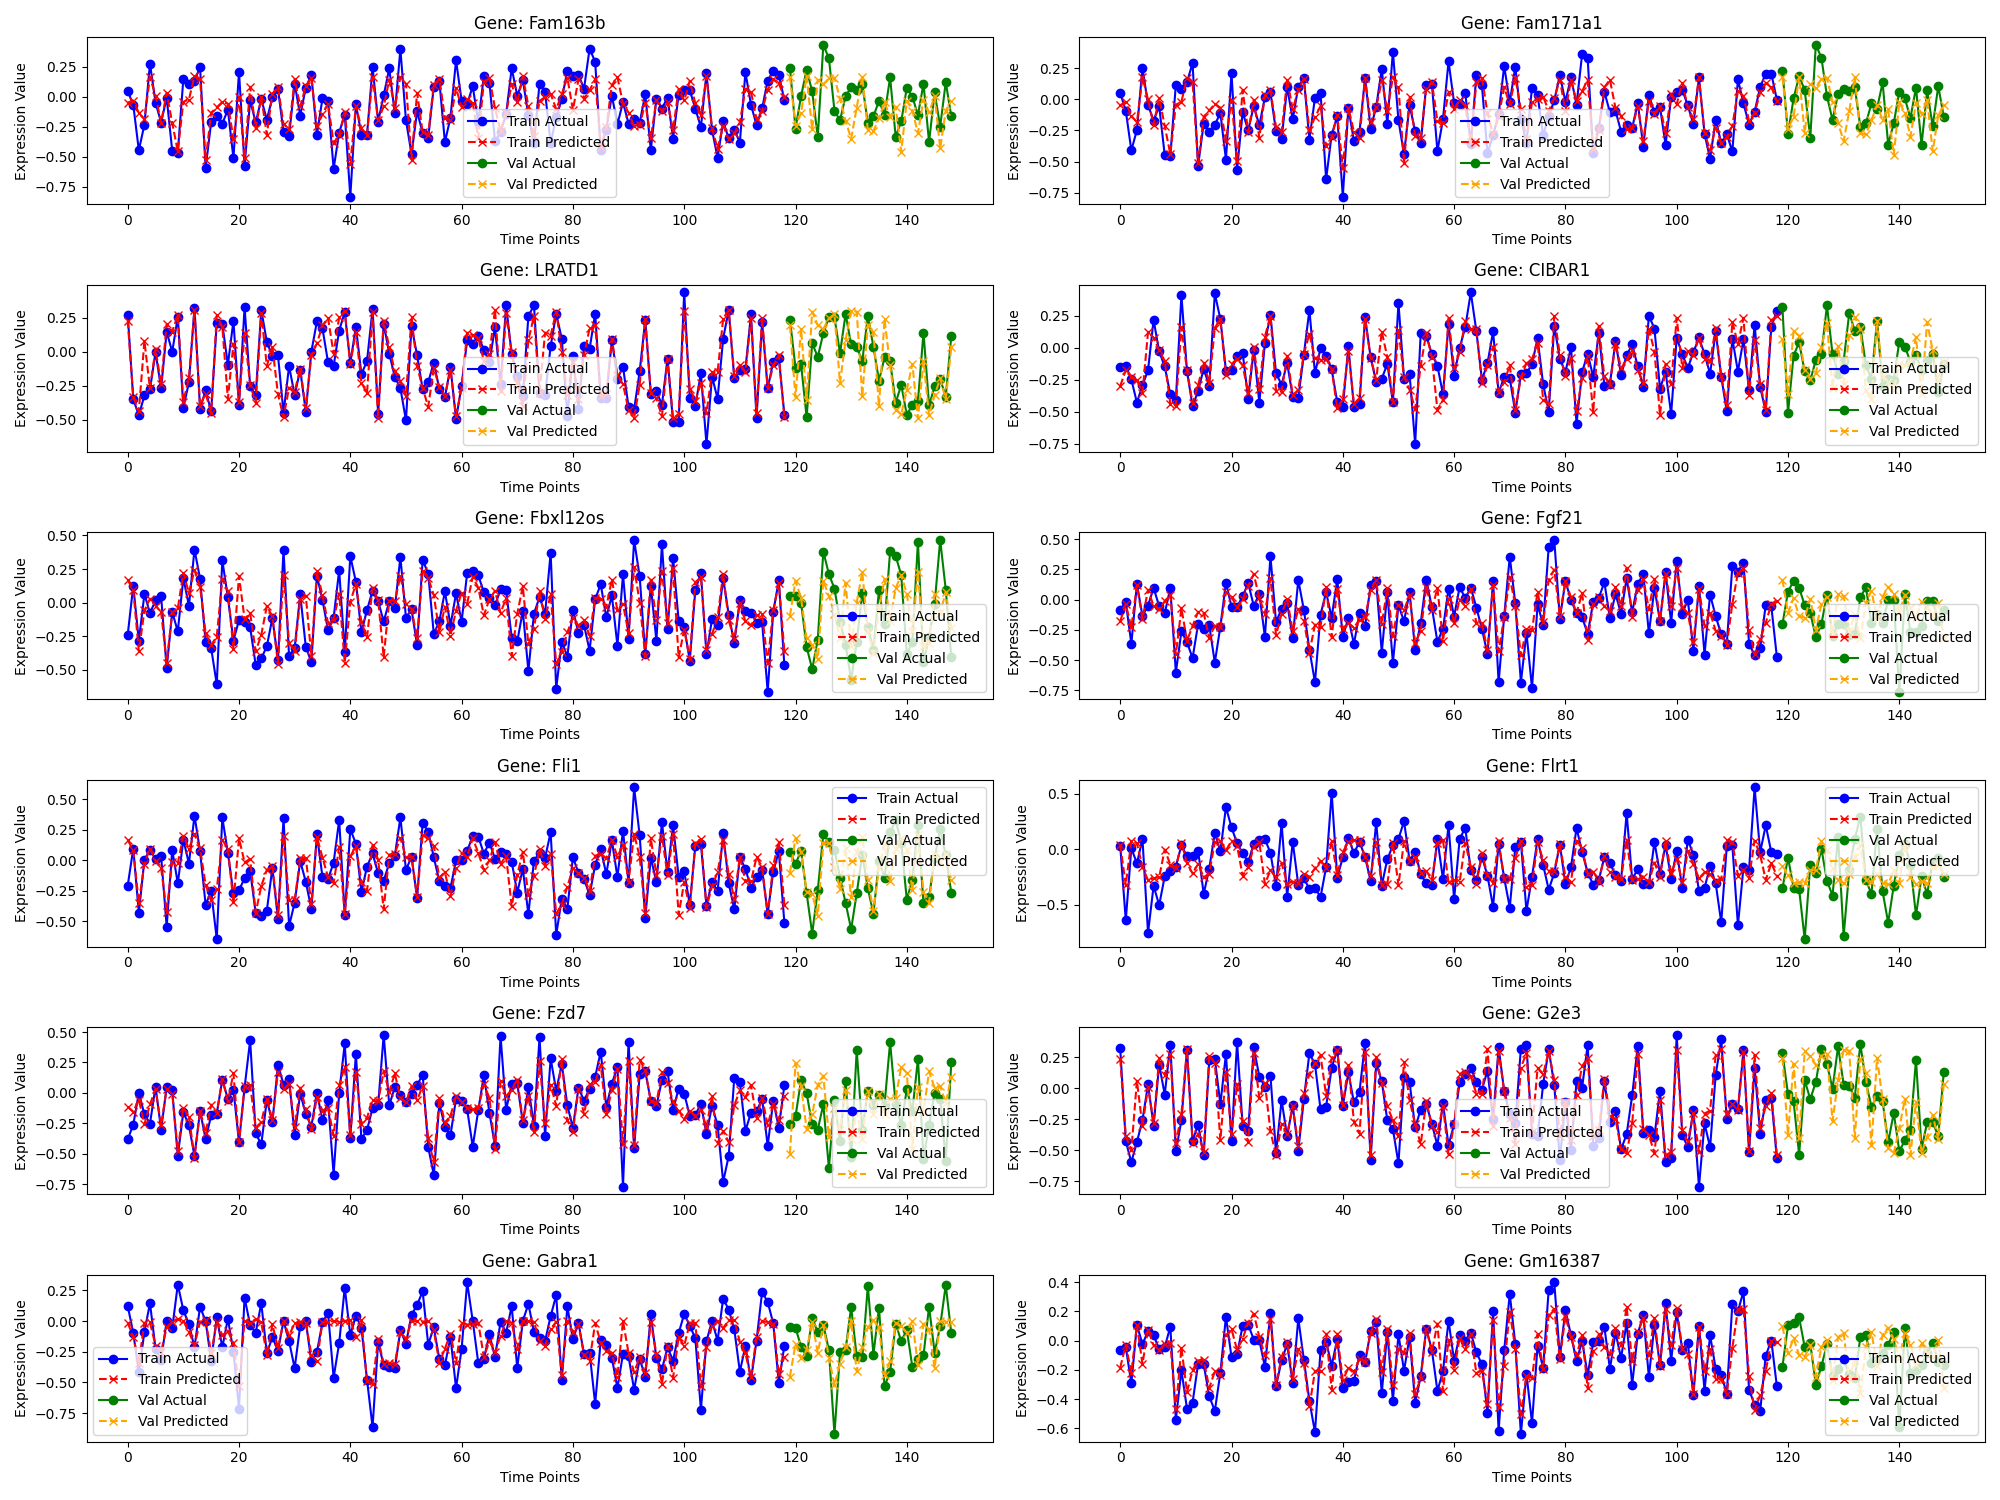 Gene: Fam163b
Expression Value
0.25
0.00
−0.25
−0.50
−0.75
Train Actual
Train Predicted
Val Actual
Val Predicted
0 20 40 60 80 100 120 140
Time Points
Gene: Fam171a1
Expression Value
0.25
0.00
−0.25
−0.50
−0.75
Train Actual
Train Predicted
Val Actual
Val Predicted
0 20 40 60 80 100 120 140
Time Points
Gene: LRATD1
Expression Value
0.25
0.00
−0.25
−0.50
Train Actual
Train Predicted
Val Actual
Val Predicted
0 20 40 60 80 100 120 140
Time Points
Gene: CIBAR1
Expression Value
0.25
0.00
−0.25
−0.50
−0.75
Train Actual
Train Predicted
Val Actual
Val Predicted
0 20 40 60 80 100 120 140
Time Points
Gene: Fbxl12os
Expression Value
0.50
0.25
0.00
−0.25
−0.50
Train Actual
Train Predicted
Val Actual
Val Predicted
0 20 40 60 80 100 120 140
Time Points
Gene: Fgf21
Expression Value
0.50
0.25
0.00
−0.25
−0.50
−0.75
Train Actual
Train Predicted
Val Actual
Val Predicted
0 20 40 60 80 100 120 140
Time Points
Gene: Fli1
Expression Value
0.50
0.25
0.00
−0.25
−0.50
Train Actual
Train Predicted
Val Actual
Val Predicted
0 20 40 60 80 100 120 140
Time Points
Gene: Flrt1
Expression Value
0.5
0.0
−0.5
Train Actual
Train Predicted
Val Actual
Val Predicted
0 20 40 60 80 100 120 140
Time Points
Gene: Fzd7
Expression Value
0.50
0.25
0.00
−0.25
−0.50
−0.75
Train Actual
Train Predicted
Val Actual
Val Predicted
0 20 40 60 80 100 120 140
Time Points
Gene: G2e3
Expression Value
0.25
0.00
−0.25
−0.50
−0.75
Train Actual
Train Predicted
Val Actual
Val Predicted
0 20 40 60 80 100 120 140
Time Points
Gene: Gabra1
Expression Value
0.25
0.00
−0.25
−0.50
−0.75
Train Actual
Train Predicted
Val Actual
Val Predicted
0 20 40 60 80 100 120 140
Time Points
Gene: Gm16387
Expression Value
0.4
0.2
0.0
−0.2
−0.4
−0.6
Train Actual
Train Predicted
Val Actual
Val Predicted
0 20 40 60 80 100 120 140
Time Points